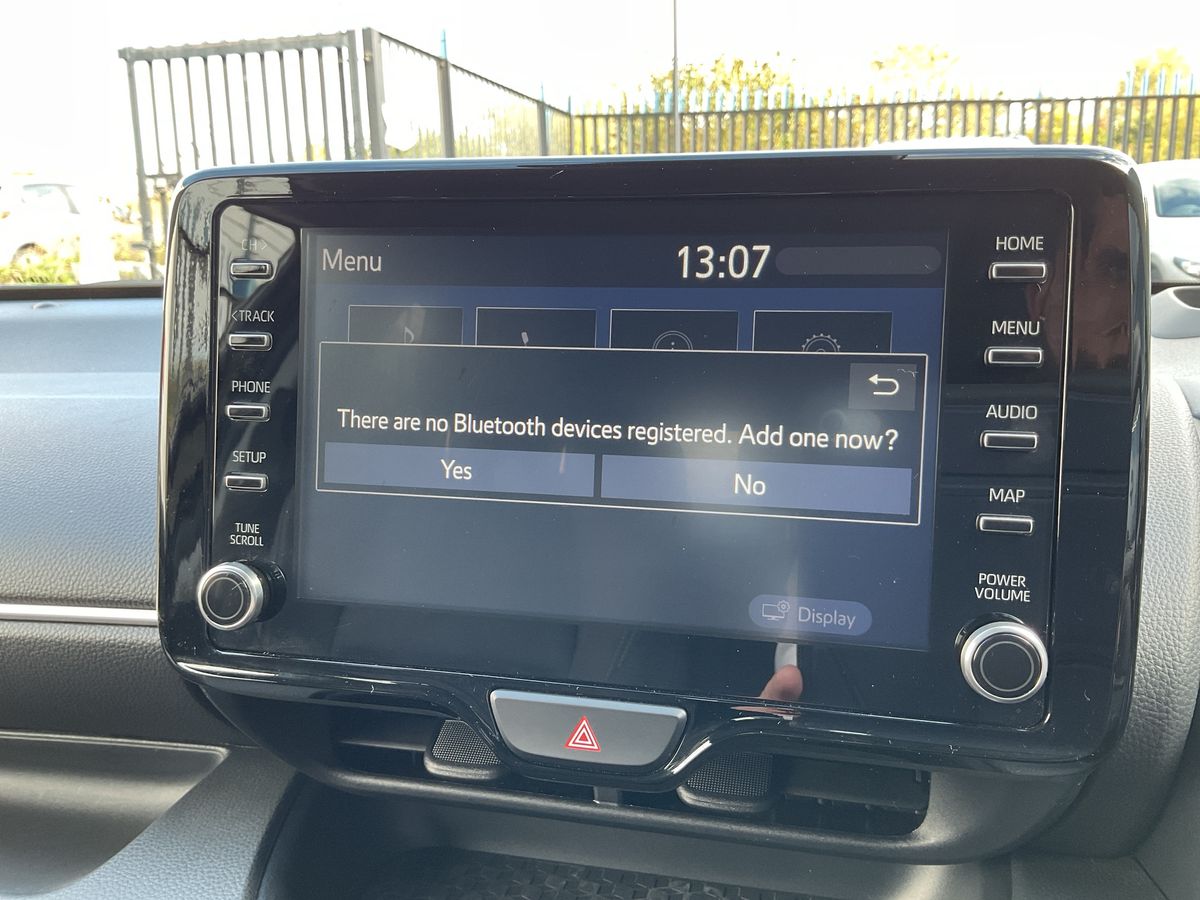 CH >
< TRACK
PHONE
SETUP
TUNE
SCROLL
Menu
13:07
There are no Bluetooth devices registered. Add one now?
Yes
No
Display
HOME
MENU
AUDIO
MAP
POWER
VOLUME